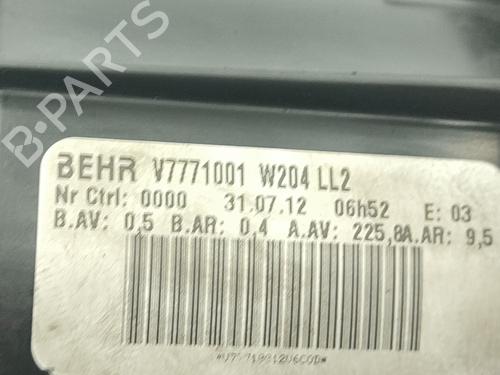 B-PARTS
BEHR V7771001 W204 LL2
Nr Ctrl: 0000 31.07.12 06h52 E: 03
B.AV: 0,5 B.AR: 0,4 A.AV: 225,8A.AR: 9,5